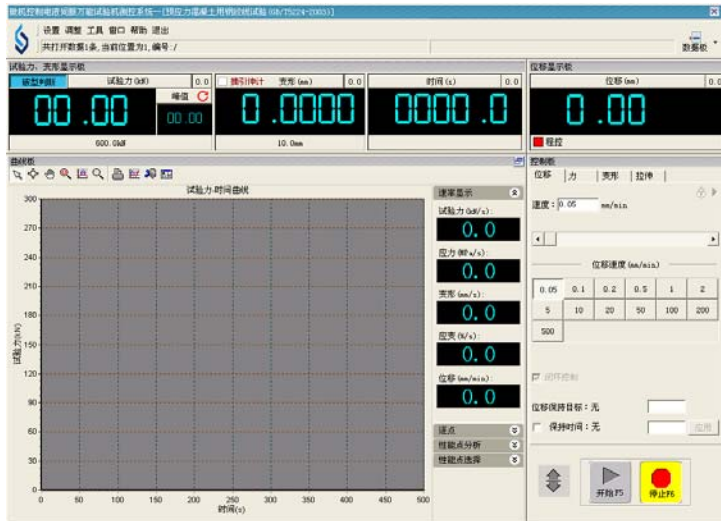 微机控制电液伺服万能试验机测控系统--[预应力混凝土用钢绞线试验(GB/T5224-2003)]
设置 调整 工具 窗口 帮助 退出
共打开数据1条,当前位置为1,编号:/
数据板
试验力、变形显示板
位移显示板
破型判断 试验力(kN) 0.0
摘引伸计 变形(mm) 0.0
时间(s) 0.0
位移(mm) 0.0
峰值
00.00
00.00
0.0000
0000.0
0.00
600.0kN
10.0mm
程控
曲线板
控制板
试验力-时间曲线
300
270
240
210
180
150
120
90
60
30
0
试验力(kN)
0 50 100 150 200 250 300 350 400 450 500
时间(s)
速率显示
试验力(kN/s):
0.0
应力(MPa/s):
0.0
变形(mm/s):
0.0
应变(%/s):
0.0
位移(mm/min):
0.0
逐点
性能点分析
性能点选择
位移 力 变形 拉伸
速度: 0.05 mm/min
位移速度(mm/min)
0.05 0.1 0.2 0.5 1 2
5 10 20 50 100 200
500
闭环控制
位移保持目标:无
保持时间:无
应用
开始F5
停止F6